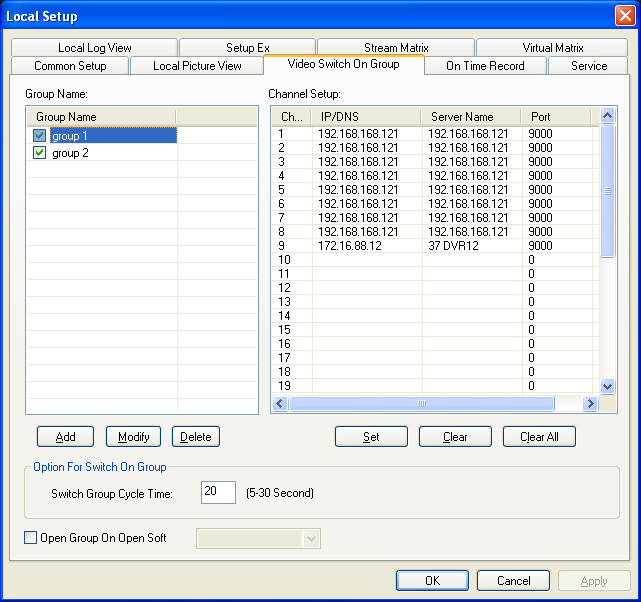 Local Setup
Local Log View Setup Ex Stream Matrix Virtual Matrix
Common Setup Local Picture View Video Switch On Group On Time Record Service
Group Name:
Group Name
group 1
group 2
Channel Setup:
Ch... IP/DNS Server Name Port
1 192.168.168.121 192.168.168.121 9000
2 192.168.168.121 192.168.168.121 9000
3 192.168.168.121 192.168.168.121 9000
4 192.168.168.121 192.168.168.121 9000
5 192.168.168.121 192.168.168.121 9000
6 192.168.168.121 192.168.168.121 9000
7 192.168.168.121 192.168.168.121 9000
8 192.168.168.121 192.168.168.121 9000
9 172.16.88.12 37 DVR12 9000
10 0
11 0
12 0
13 0
14 0
15 0
16 0
17 0
18 0
19 0
Add Modify Delete
Set Clear Clear All
Option For Switch On Group
Switch Group Cycle Time: 20 (5-30 Second)
Open Group On Open Soft
OK Cancel Apply